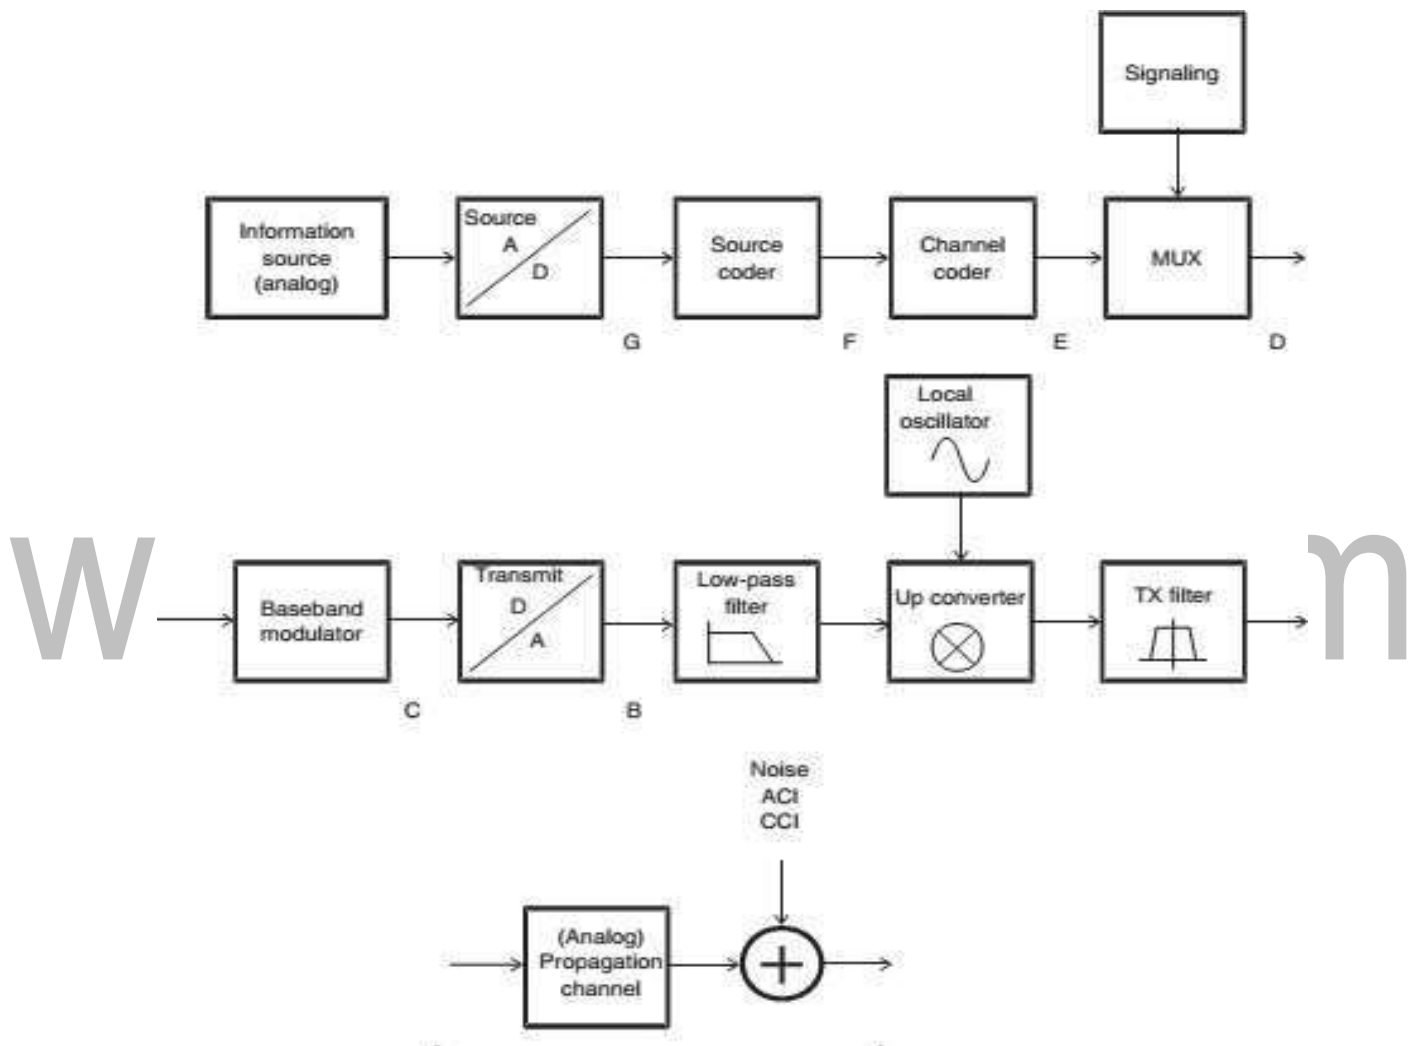 Signaling
Information
source
(analog)
Source
A
D
Source
coder
Channel
coder
MUX
G
F
E
D
Local
oscillator
Baseband
modulator
Transmit
D
A
Low-pass
filter
Up converter
TX filter
C
B
Noise
ACI
CCI
(Analog)
Propagation
channel
+
w
m